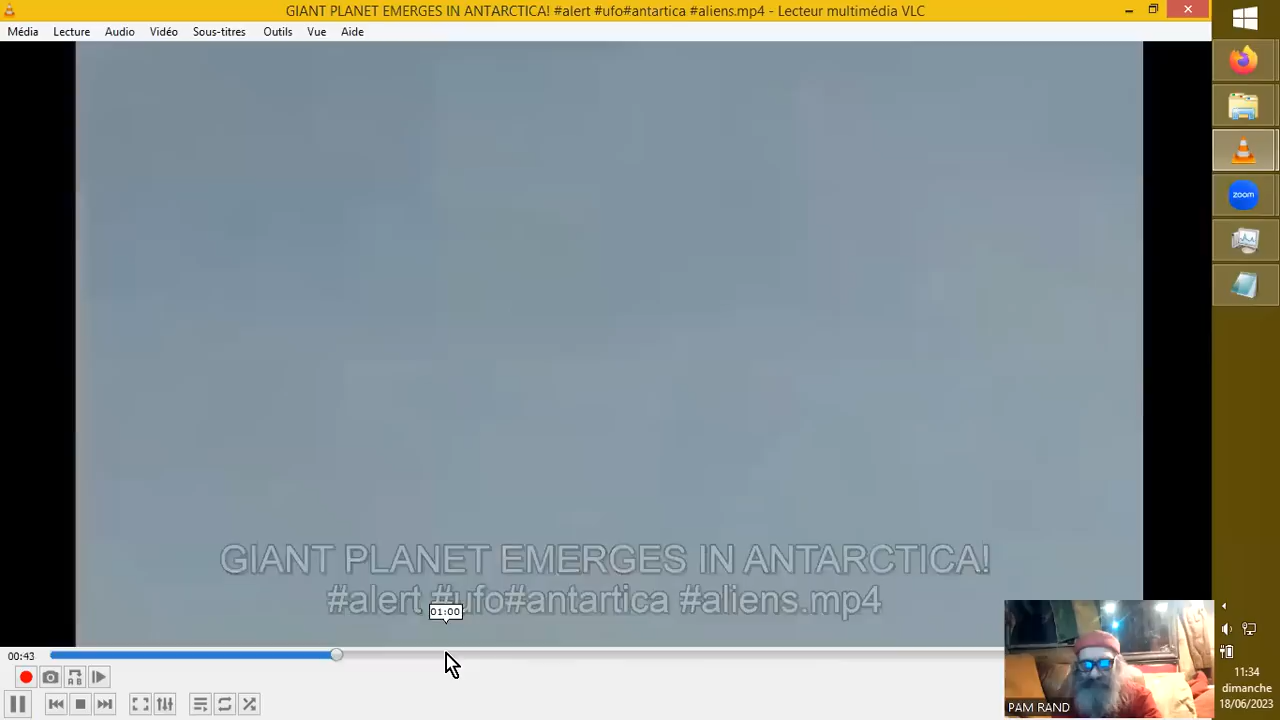 GIANT PLANET EMERGES IN ANTARCTICA! #alert #ufo#antartica #aliens.mp4 - Lecteur multimédia VLC
Média Lecture Audio Vidéo Sous-titres Outils Vue Aide
GIANT PLANET EMERGES IN ANTARCTICA!
#alert #ufo#antartica #aliens.mp4
01:00
00:43
A B
zoom
PAM RAND
11:34
dimanche
18/06/2023